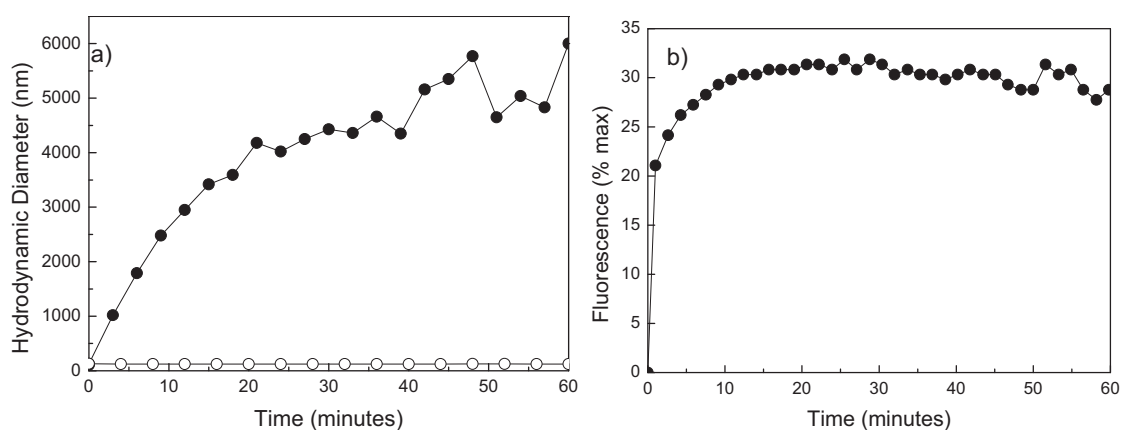 a)
Hydrodynamic Diameter (nm)
6000
5000
4000
3000
2000
1000
0
0 10 20 30 40 50 60
Time (minutes)
b)
Fluorescence (% max)
35
30
25
20
15
10
5
0
0 10 20 30 40 50 60
Time (minutes)